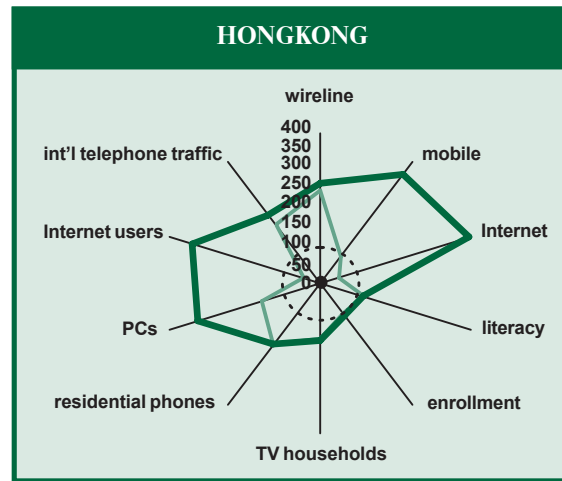 HONGKONG
wireline
400
350
300
250
200
150
100
50
0
mobile
int'l telephone traffic
Internet users
Internet
PCs
literacy
residential phones
enrollment
TV households